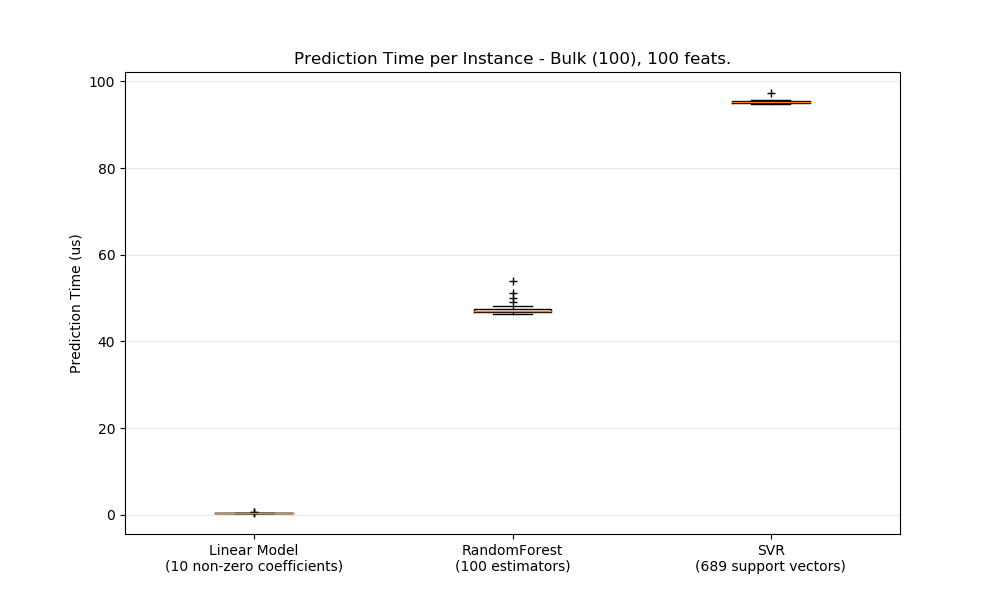 Prediction Time per Instance - Bulk (100), 100 feats.
100
80
60
40
20
0
Prediction Time (us)
Linear Model
(10 non-zero coefficients)
RandomForest
(100 estimators)
SVR
(689 support vectors)